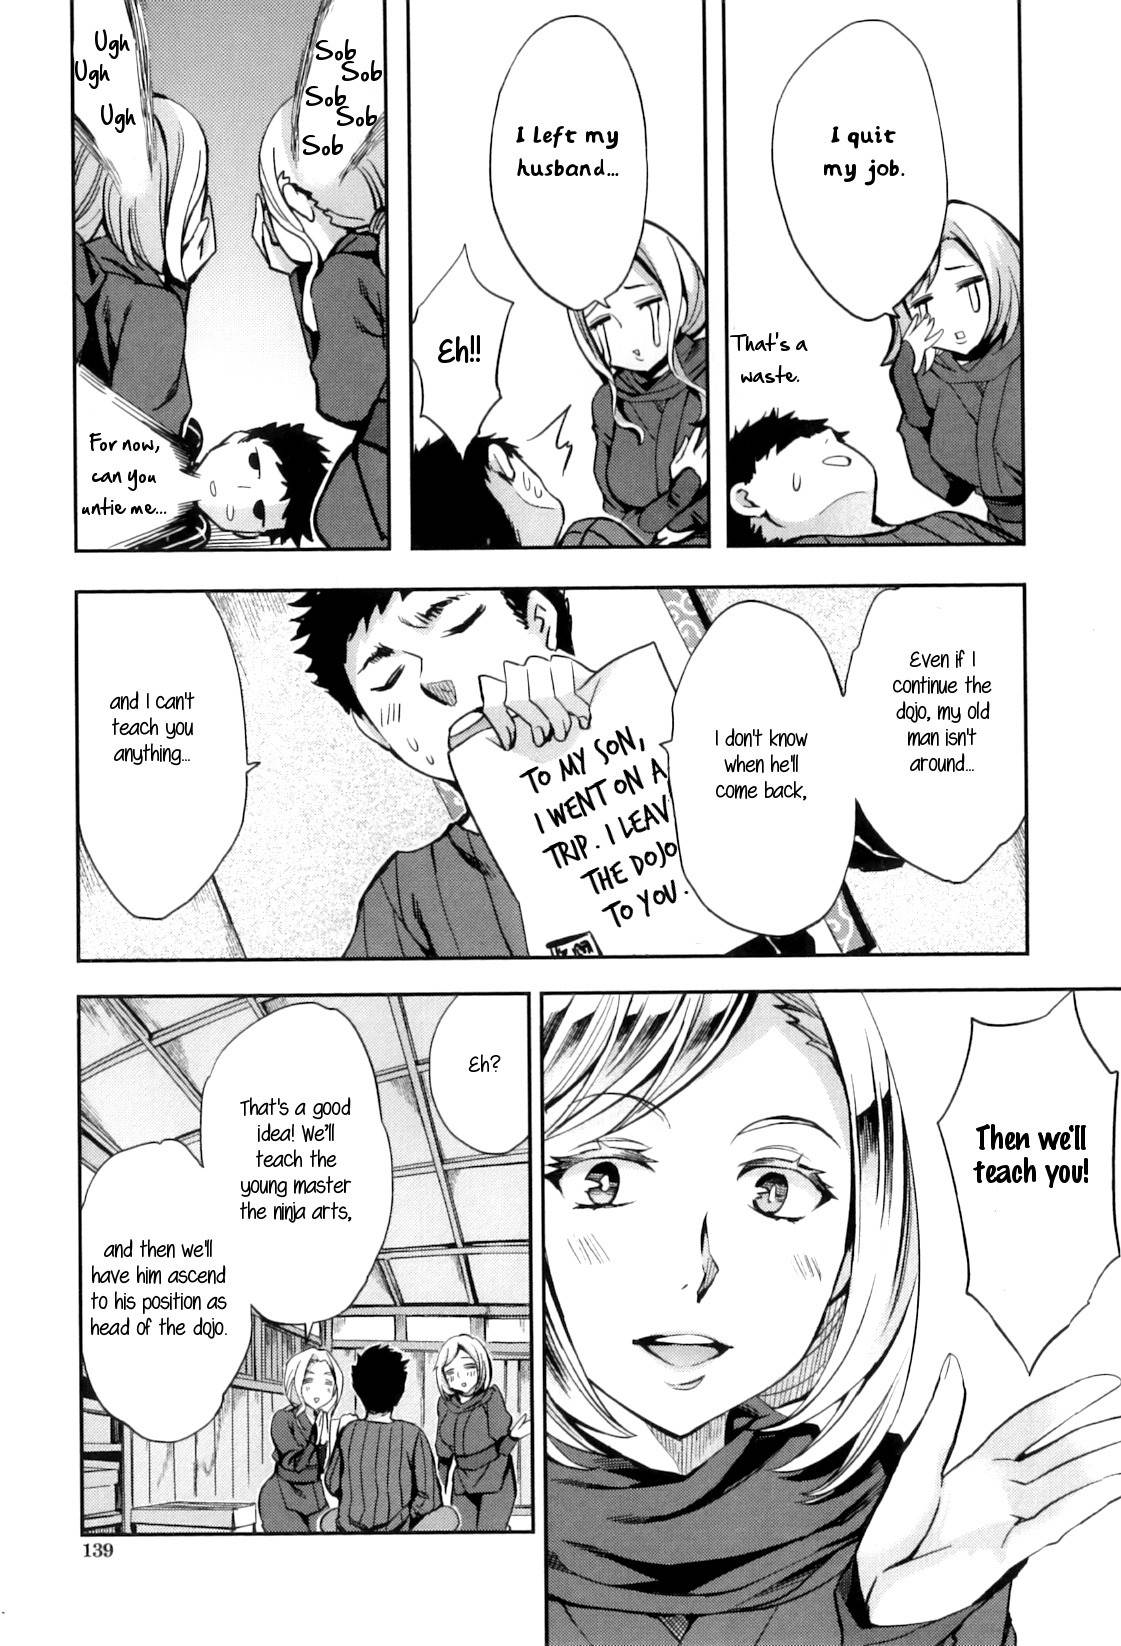 I quit
my job.
That's a
waste.
I left my
husband...
Eh!!
Sob
Sob
Sob
Sob
Sob
Ugh
Ugh
Ugh
For now,
can you
untie me...
Even if I
continue the
dojo, my old
man isn't
around...
I don't know
when he'll
come back,
TO MY SON,
I WENT ON A
TRIP. I LEAV
THE DOJO
TO YOU.
and I can't
teach you
anything...
Then we'll
teach you!
Eh?
That's a good
idea! We'll
teach the
young master
the ninja arts,
and then we'll
have him ascend
to his position as
head of the dojo.
139